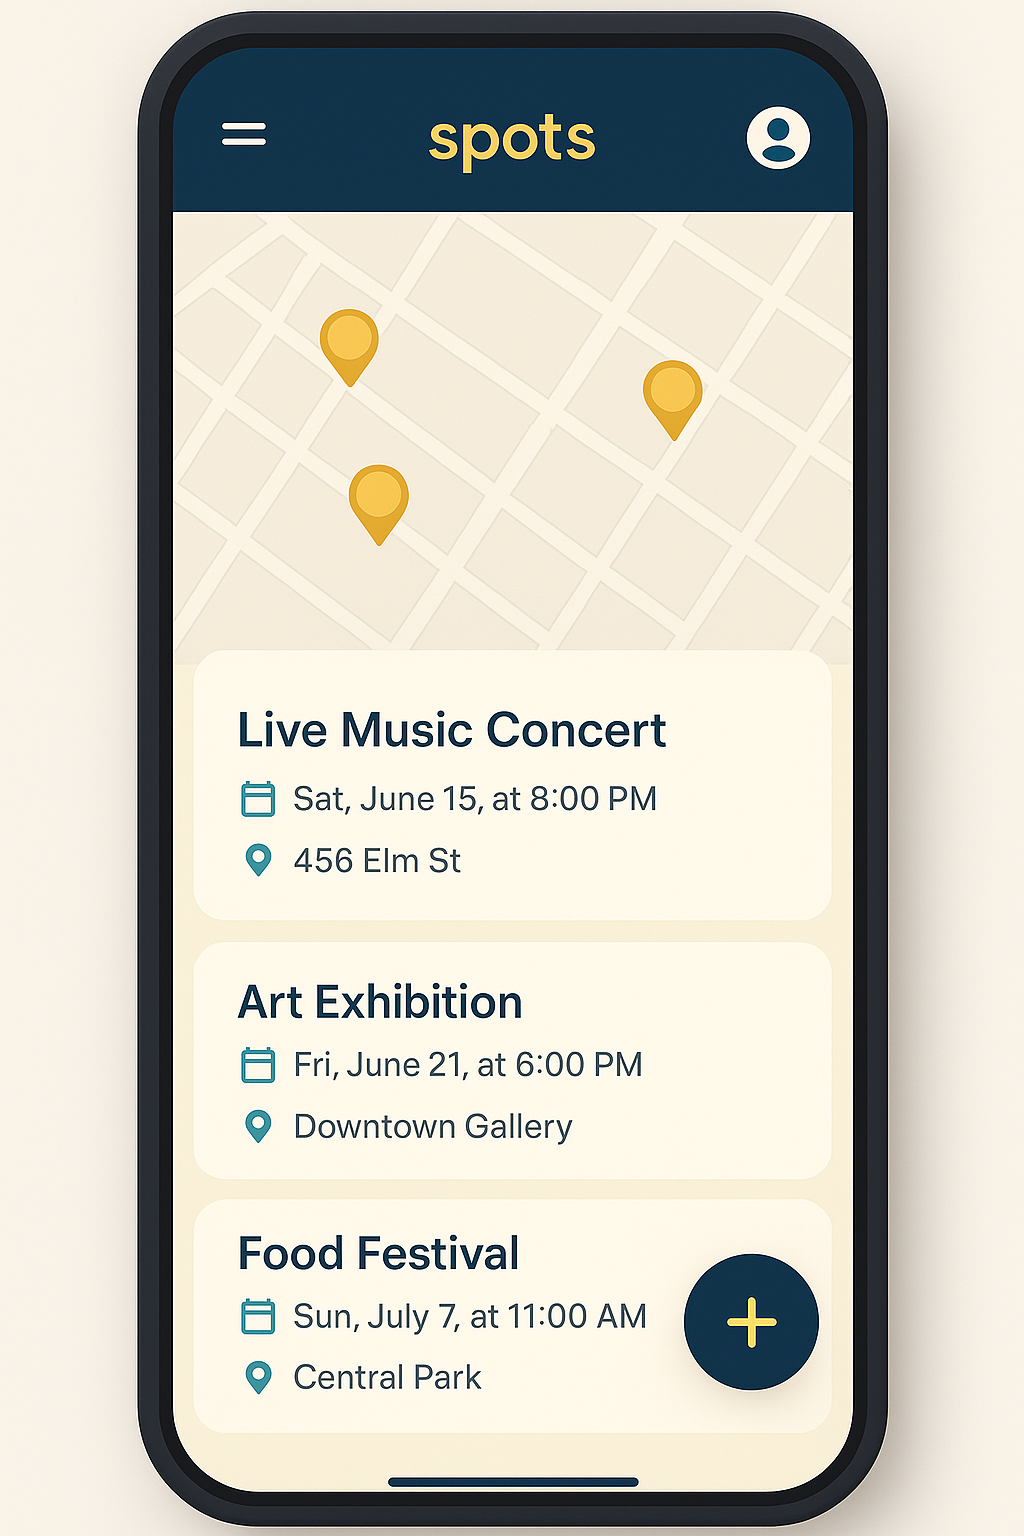 spots
Live Music Concert
Sat, June 15, at 8:00 PM
456 Elm St
Art Exhibition
Fri, June 21, at 6:00 PM
Downtown Gallery
Food Festival
Sun, July 7, at 11:00 AM
Central Park